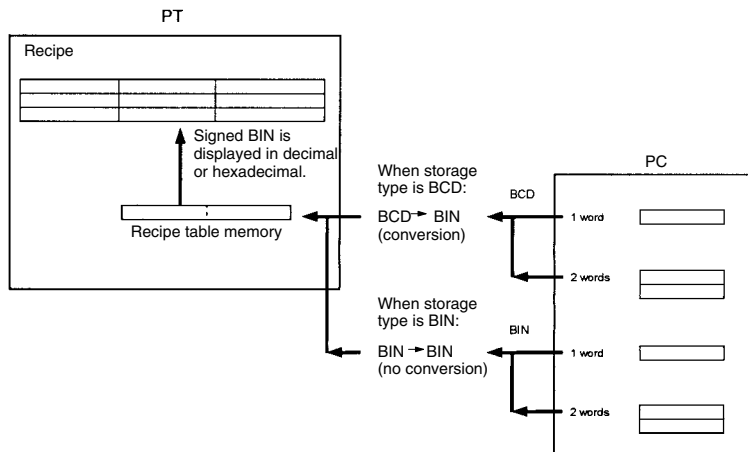 PT
Recipe
Signed BIN is
displayed in decimal
or hexadecimal.
Recipe table memory
When storage
type is BCD:
BCD → BIN
(conversion)
When storage
type is BIN:
BIN → BIN
(no conversion)
PC
BCD
1 word
2 words
BIN
1 word
2 words